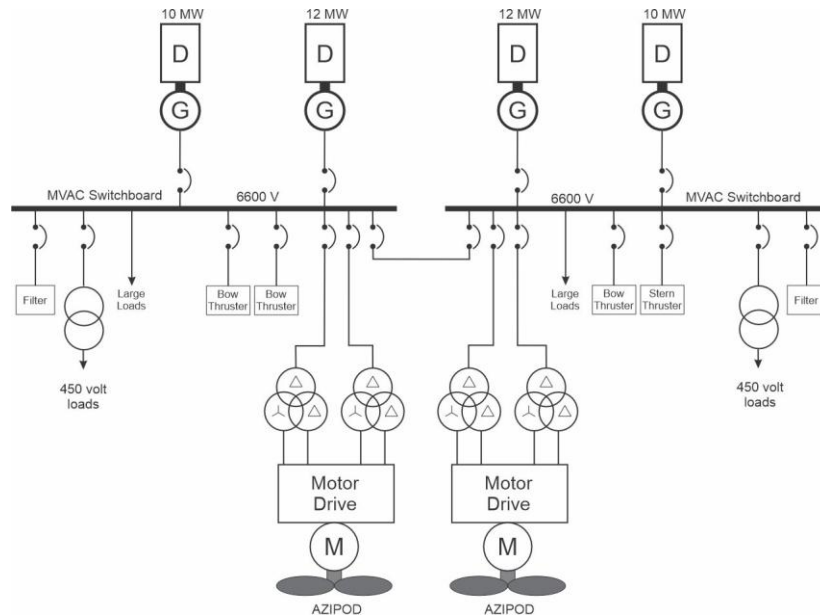 10 MW
12 MW
12 MW
10 MW
D
D
D
D
G
G
G
G
MVAC Switchboard
6600 V
6600 V
MVAC Switchboard
Filter
Large
Loads
Bow
Thruster
Bow
Thruster
Large
Loads
Bow
Thruster
Stern
Thruster
Filter
450 volt
loads
450 volt
loads
Motor
Drive
Motor
Drive
M
M
AZIPOD
AZIPOD